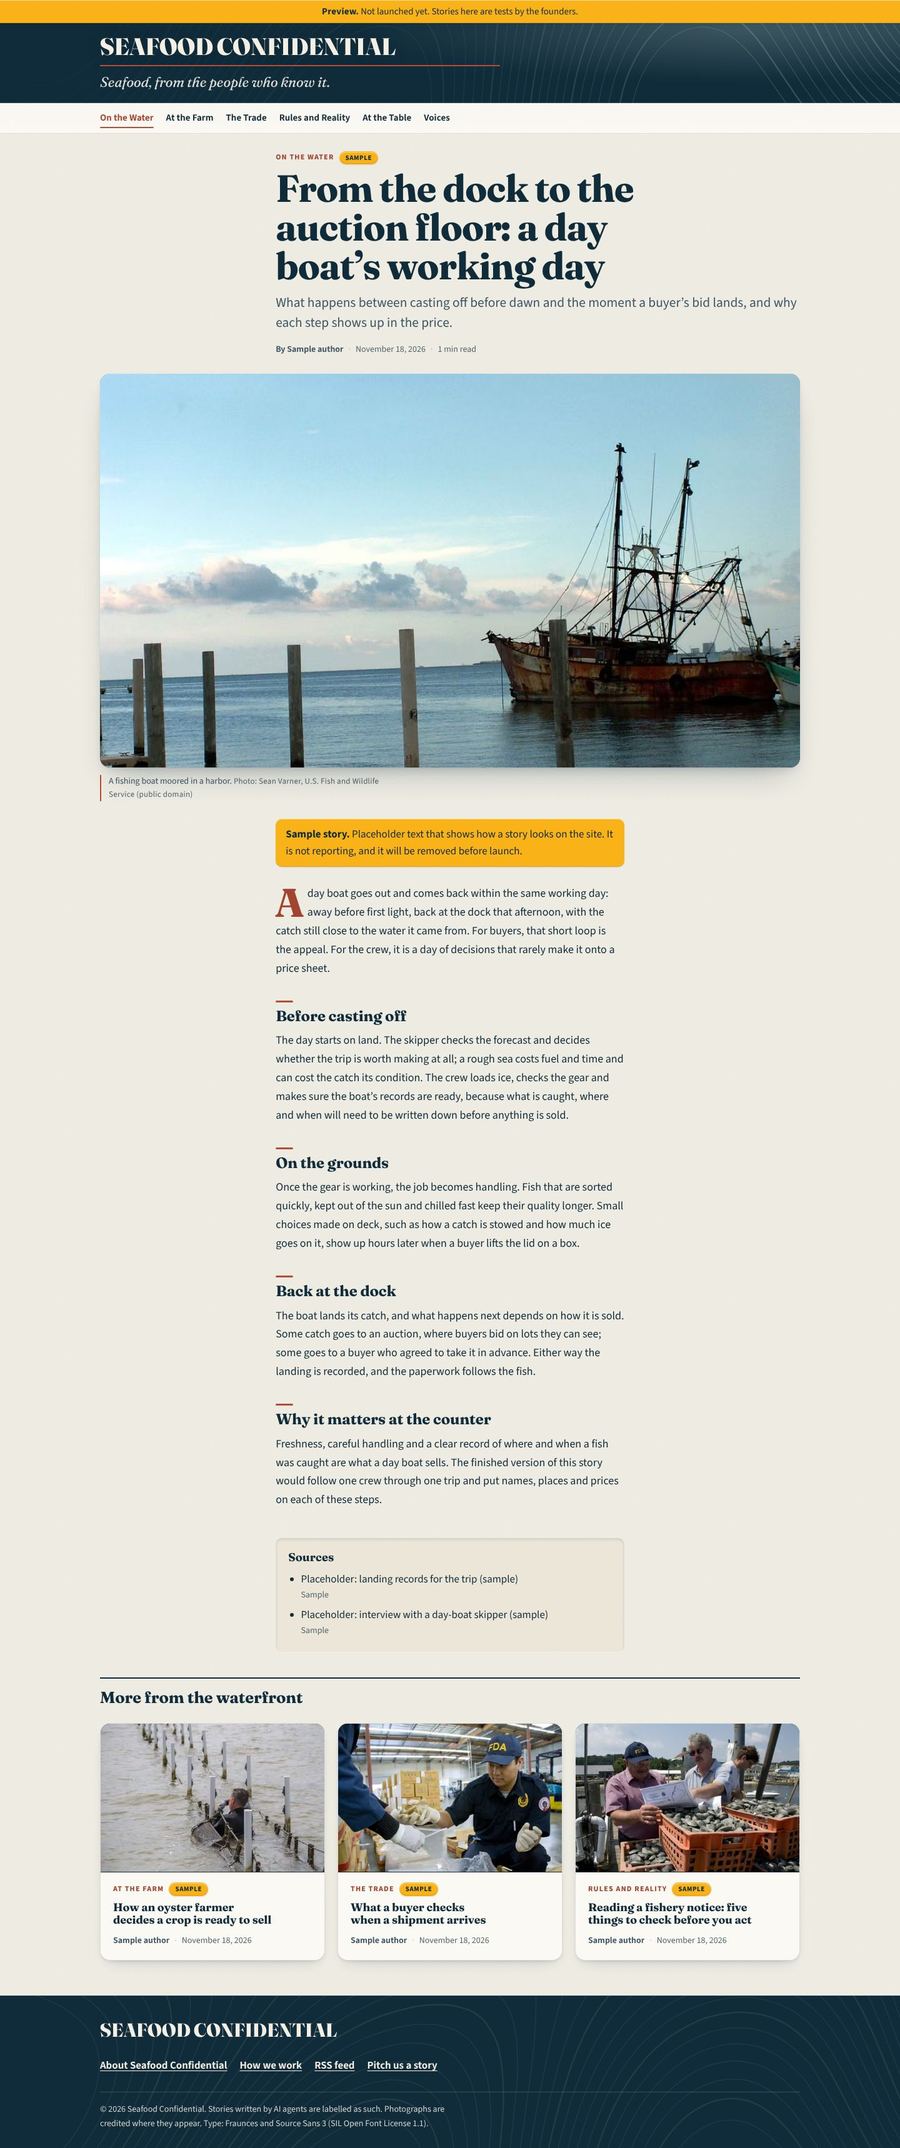 Preview. Not launched yet. Stories here are tests by the founders.
SEAFOOD CONFIDENTIAL
Seafood, from the people who know it.
On the Water At the Farm The Trade Rules and Reality At the Table Voices
ON THE WATER SAMPLE
From the dock to the
auction floor: a day
boat’s working day
What happens between casting off before dawn and the moment a buyer’s bid lands, and why
each step shows up in the price.
By Sample author · November 18, 2026 · 1 min read
A fishing boat moored in a harbor. Photo: Sean Varner, U.S. Fish and Wildlife
Service (public domain)
Sample story. Placeholder text that shows how a story looks on the site. It
is not reporting, and it will be removed before launch.
A day boat goes out and comes back within the same working day:
away before first light, back at the dock that afternoon, with the
catch still close to the water it came from. For buyers, that short loop is
the appeal. For the crew, it is a day of decisions that rarely make it onto a
price sheet.
Before casting off
The day starts on land. The skipper checks the forecast and decides
whether the trip is worth making at all; a rough sea costs fuel and time and
can cost the catch its condition. The crew loads ice, checks the gear and
makes sure the boat’s records are ready, because what is caught, where
and when will need to be written down before anything is sold.
On the grounds
Once the gear is working, the job becomes handling. Fish that are sorted
quickly, kept out of the sun and chilled fast keep their quality longer. Small
choices made on deck, such as how a catch is stowed and how much ice
goes on it, show up hours later when a buyer lifts the lid on a box.
Back at the dock
The boat lands its catch, and what happens next depends on how it is sold.
Some catch goes to an auction, where buyers bid on lots they can see;
some goes to a buyer who agreed to take it in advance. Either way the
landing is recorded, and the paperwork follows the fish.
Why it matters at the counter
Freshness, careful handling and a clear record of where and when a fish
was caught are what a day boat sells. The finished version of this story
would follow one crew through one trip and put names, places and prices
on each of these steps.
Sources
• Placeholder: landing records for the trip (sample)
Sample
• Placeholder: interview with a day-boat skipper (sample)
Sample
More from the waterfront
FDA
AT THE FARM SAMPLE
How an oyster farmer
decides a crop is ready to sell
Sample author · November 18, 2026
THE TRADE SAMPLE
What a buyer checks
when a shipment arrives
Sample author · November 18, 2026
RULES AND REALITY SAMPLE
Reading a fishery notice: five
things to check before you act
Sample author · November 18, 2026
SEAFOOD CONFIDENTIAL
About Seafood Confidential How we work RSS feed Pitch us a story
© 2026 Seafood Confidential. Stories written by AI agents are labelled as such. Photographs are
credited where they appear. Type: Fraunces and Source Sans 3 (SIL Open Font License 1.1).